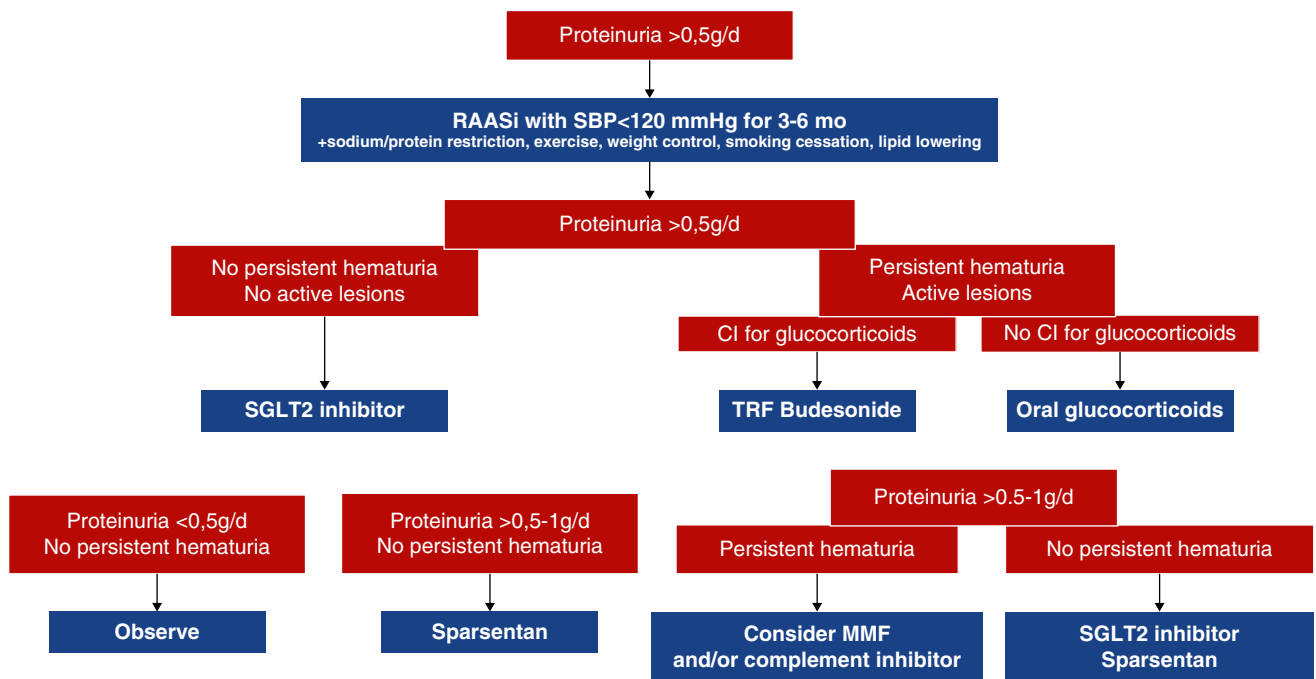 Proteinuria >0,5g/d
RAASi with SBP<120 mmHg for 3-6 mo
+sodium/protein restriction, exercise, weight control, smoking cessation, lipid lowering
Proteinuria >0,5g/d
No persistent hematuria
No active lesions
Persistent hematuria
Active lesions
CI for glucocorticoids
No CI for glucocorticoids
SGLT2 inhibitor
TRF Budesonide
Oral glucocorticoids
Proteinuria <0,5g/d
No persistent hematuria
Proteinuria >0,5-1g/d
No persistent hematuria
Proteinuria >0.5-1g/d
Persistent hematuria
No persistent hematuria
Observe
Sparsentan
Consider MMF
and/or complement inhibitor
SGLT2 inhibitor
Sparsentan